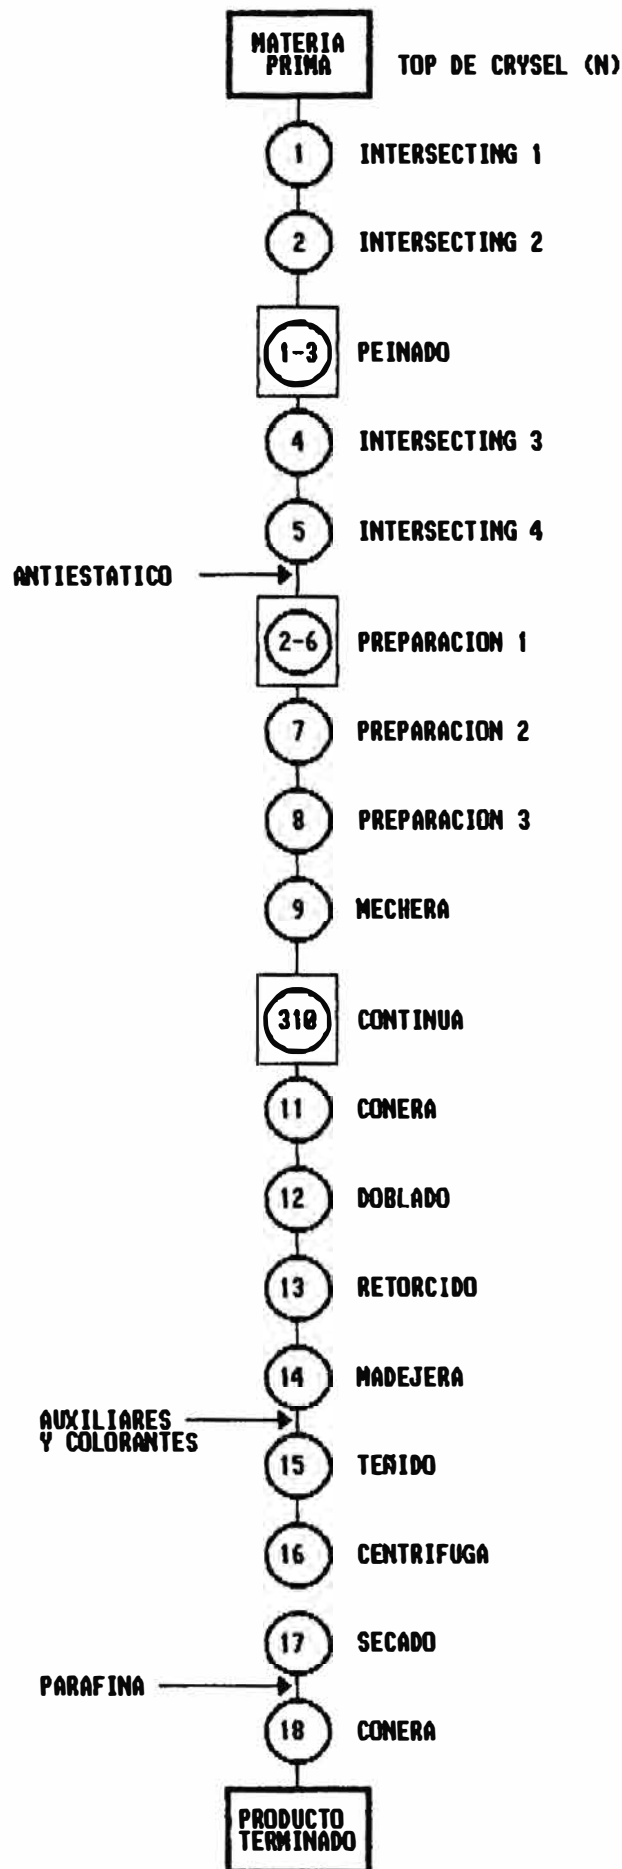 MATERIA
PRIMA
TOP DE CRYSEL (N)
1 INTERSECTING 1
2 INTERSECTING 2
1-3 PEINADO
4 INTERSECTING 3
5 INTERSECTING 4
ANTIESTATICO
2-6 PREPARACION 1
7 PREPARACION 2
8 PREPARACION 3
9 MECHERA
310 CONTINUA
11 CONERA
12 DOBLADO
13 RETORCIDO
14 MADEJERA
AUXILIARES
Y COLORANTES
15 TEÑIDO
16 CENTRIFUGA
17 SECADO
PARAFINA
18 CONERA
PRODUCTO
TERMINADO